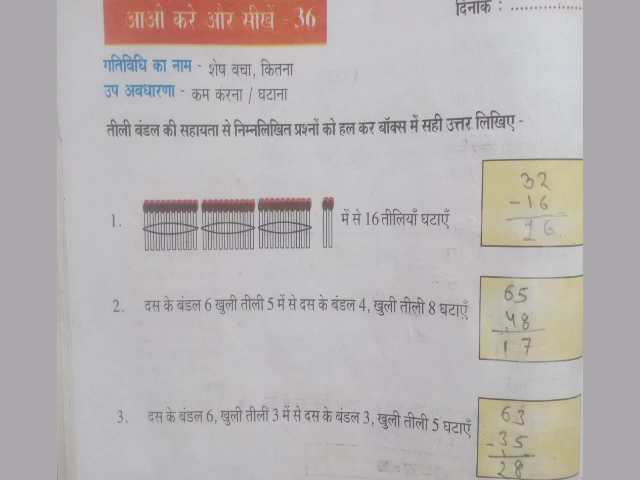 आओ करे और सीखें - 36
दिनांक : ...............
गतिविधि का नाम - शेष बचा, कितना
उप अवधारणा - कम करना / घटाना
तीली बंडल की सहायता से निम्नलिखित प्रश्नों को हल कर बॉक्स में सही उत्तर लिखिए -
1. में से 16 तीलियाँ घटाएँ
32
-16
16
2. दस के बंडल 6 खुली तीली 5 में से दस के बंडल 4, खुली तीली 8 घटाएँ
65
48
17
3. दस के बंडल 6, खुली तीली 3 में से दस के बंडल 3, खुली तीली 5 घटाएँ
63
-35
28